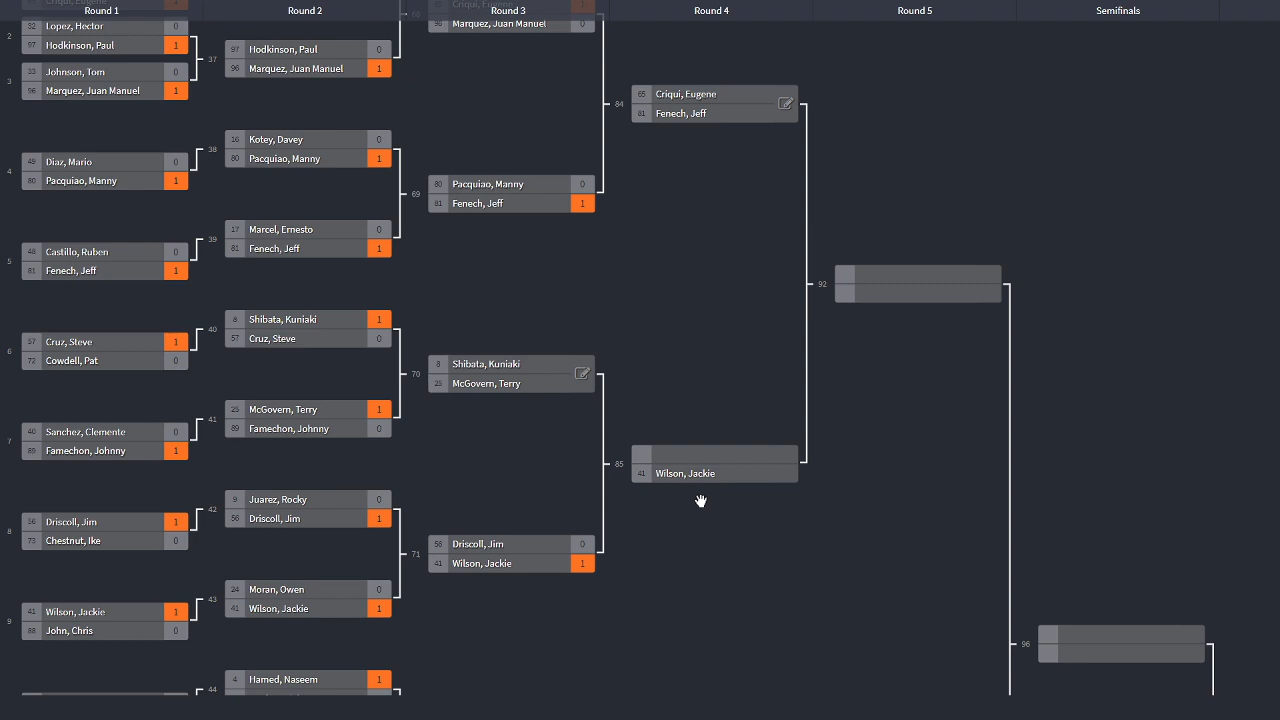 Round 1
Round 2
Round 3
Round 4
Round 5
Semifinals
2
32 Lopez, Hector 0
97 Hodkinson, Paul 1
3
33 Johnson, Tom 0
96 Marquez, Juan Manuel 1
4
49 Diaz, Mario 0
80 Pacquiao, Manny 1
5
48 Castillo, Ruben 0
81 Fenech, Jeff 1
6
57 Cruz, Steve 1
72 Cowdell, Pat 0
7
40 Sanchez, Clemente 0
89 Famechon, Johnny 1
8
56 Driscoll, Jim 1
73 Chestnut, Ike 0
9
41 Wilson, Jackie 1
88 John, Chris 0
37
97 Hodkinson, Paul 0
96 Marquez, Juan Manuel 1
38
16 Kotey, Davey 0
80 Pacquiao, Manny 1
39
17 Marcel, Ernesto 0
81 Fenech, Jeff 1
40
8 Shibata, Kuniaki 1
57 Cruz, Steve 0
41
25 McGovern, Terry 1
89 Famechon, Johnny 0
42
9 Juarez, Rocky 0
56 Driscoll, Jim 1
43
24 Moran, Owen 0
41 Wilson, Jackie 1
44
4 Hamed, Naseem 1
Criqui, Eugene 1
96 Marquez, Juan Manuel 0
69
80 Pacquiao, Manny 0
81 Fenech, Jeff 1
70
8 Shibata, Kuniaki
25 McGovern, Terry
71
56 Driscoll, Jim 0
41 Wilson, Jackie 1
84
65 Criqui, Eugene
81 Fenech, Jeff
85
41 Wilson, Jackie
92
96